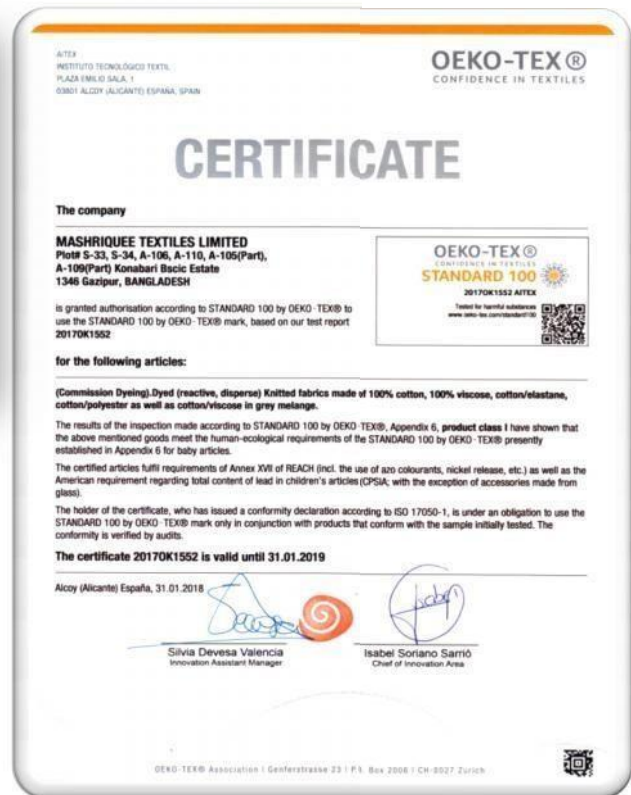 AITEX
INSTITUTO TECNOLÓGICO TEXTIL
PLAZA EMILIO SALA, 1
03801 ALCOY (ALICANTE) ESPAÑA, SPAIN
OEKO-TEX®
CONFIDENCE IN TEXTILES
CERTIFICATE
The company
MASHRIQUEE TEXTILES LIMITED
Plot# S-33, S-34, A-106, A-110, A-105(Part),
A-109(Part) Konabari Bscic Estate
1346 Gazipur, BANGLADESH
is granted authorisation according to STANDARD 100 by OEKO-TEX® to
use the STANDARD 100 by OEKO-TEX® mark, based on our test report
2017OK1552
OEKO-TEX®
CONFIDENCE IN TEXTILES
STANDARD 100
2017OK1552 AITEX
Tested for harmful substances
www.oeko-tex.com/standard100
for the following articles:
(Commission Dyeing).Dyed (reactive, disperse) Knitted fabrics made of 100% cotton, 100% viscose, cotton/elastane,
cotton/polyester as well as cotton/viscose in grey melange.
The results of the inspection made according to STANDARD 100 by OEKO-TEX®, Appendix 6, product class I have shown that
the above mentioned goods meet the human-ecological requirements of the STANDARD 100 by OEKO-TEX® presently
established in Appendix 6 for baby articles.
The certified articles fulfil requirements of Annex XVII of REACH (incl. the use of azo colourants, nickel release, etc.) as well as the
American requirement regarding total content of lead in children's articles (CPSIA; with the exception of accessories made from
glass).
The holder of the certificate, who has issued a conformity declaration according to ISO 17050-1, is under an obligation to use the
STANDARD 100 by OEKO-TEX® mark only in conjunction with products that conform with the sample initially tested. The
conformity is verified by audits.
The certificate 2017OK1552 is valid until 31.01.2019
Alcoy (Alicante) España, 31.01.2018
Silvia Devesa Valencia
Innovation Assistant Manager
Isabel Soriano Sarrió
Chief of Innovation Area
OEKO-TEX® Association | Genferstrasse 23 | P.O. Box 2006 | CH-8027 Zurich